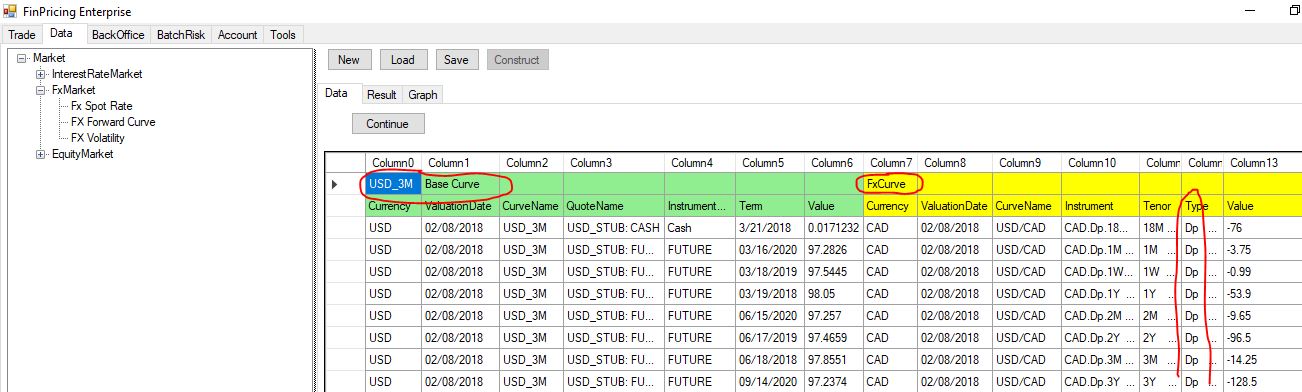 FinPricing Enterprise
Trade Data BackOffice BatchRisk Account Tools
Market
InterestRateMarket
FxMarket
Fx Spot Rate
FX Forward Curve
FX Volatility
EquityMarket
New Load Save Construct
Data Result Graph
Continue
Column0 Column1 Column2 Column3 Column4 Column5 Column6 Column7 Column8 Column9 Column10 Column Column Column13
USD_3M Base Curve FxCurve
Currency ValuationDate CurveName QuoteName Instrument... Term Value Currency ValuationDate CurveName Instrument Tenor Type Value
USD 02/08/2018 USD_3M USD_STUB: CASH Cash 3/21/2018 0.0171232 CAD 02/08/2018 USD/CAD CAD.Dp.18... 18M ... Dp ... -76
USD 02/08/2018 USD_3M USD_STUB: FU... FUTURE 03/16/2020 97.2826 CAD 02/08/2018 USD/CAD CAD.Dp.1M ... 1M ... Dp ... -3.75
USD 02/08/2018 USD_3M USD_STUB: FU... FUTURE 03/18/2019 97.5445 CAD 02/08/2018 USD/CAD CAD.Dp.1W... 1W ... Dp ... -0.99
USD 02/08/2018 USD_3M USD_STUB: FU... FUTURE 03/19/2018 98.05 CAD 02/08/2018 USD/CAD CAD.Dp.1Y ... 1Y ... Dp ... -53.9
USD 02/08/2018 USD_3M USD_STUB: FU... FUTURE 06/15/2020 97.257 CAD 02/08/2018 USD/CAD CAD.Dp.2M ... 2M ... Dp ... -9.65
USD 02/08/2018 USD_3M USD_STUB: FU... FUTURE 06/17/2019 97.4659 CAD 02/08/2018 USD/CAD CAD.Dp.2Y ... 2Y ... Dp ... -96.5
USD 02/08/2018 USD_3M USD_STUB: FU... FUTURE 06/18/2018 97.8551 CAD 02/08/2018 USD/CAD CAD.Dp.3M ... 3M ... Dp ... -14.25
USD 02/08/2018 USD_3M USD_STUB: FU... FUTURE 09/14/2020 97.2374 CAD 02/08/2018 USD/CAD CAD.Dp.3Y ... 3Y ... Dp ... -128.5